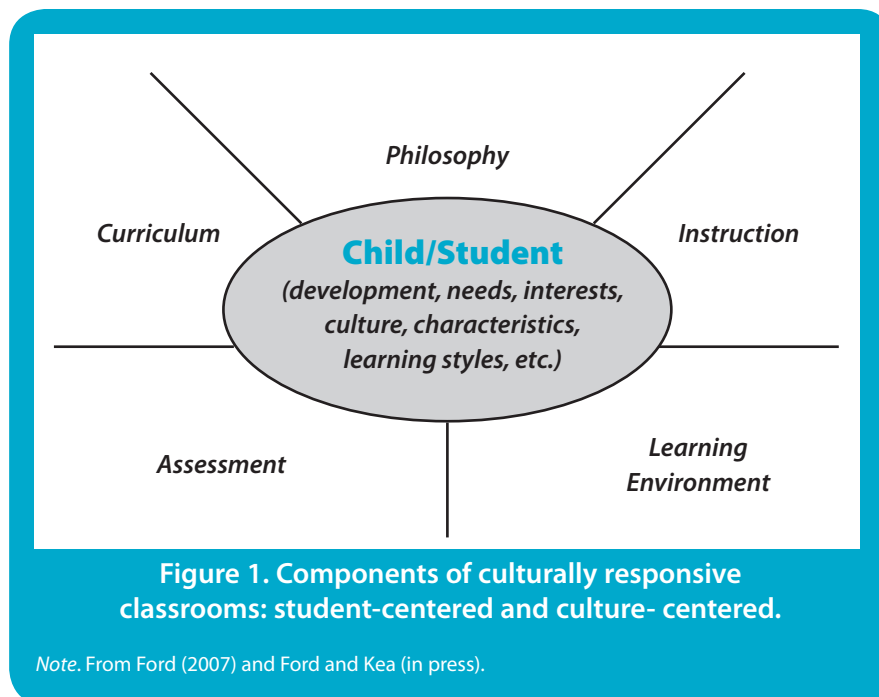 Philosophy
Curriculum
Instruction
Child/Student
(development, needs, interests,
culture, characteristics,
learning styles, etc.)
Assessment
Learning
Environment
Figure 1. Components of culturally responsive
classrooms: student-centered and culture- centered.
Note. From Ford (2007) and Ford and Kea (in press).